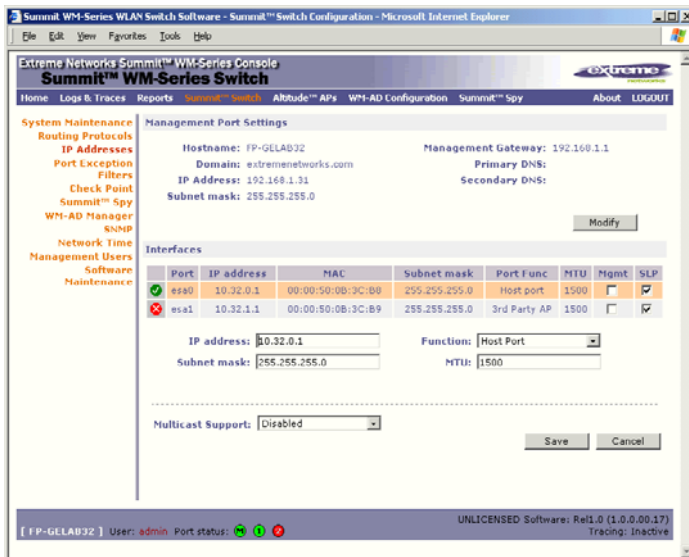 Summit WM-Series WLAN Switch Software - Summit™ Switch Configuration - Microsoft Internet Explorer
File Edit View Favorites Tools Help
Extreme Networks Summit™ WM-Series Console
Summit™ WM-Series Switch
extreme
Home Logs & Traces Reports Summit™ Switch Altitude™ APs WM-AD Configuration Summit™ Spy About LOGOUT
System Maintenance
Routing Protocols
IP Addresses
Port Exception
Filters
Check Point
Summit™ Spy
WM-AD Manager
SNMP
Network Time
Management Users
Software
Maintenance
Management Port Settings
Hostname: FP-GELAB32 Management Gateway: 192.168.1.1
Domain: extremenetworks.com Primary DNS:
IP Address: 192.168.1.31 Secondary DNS:
Subnet mask: 255.255.255.0
Modify
Interfaces
Port IP address MAC Subnet mask Port Func MTU Mgmt SLP
esa0 10.32.0.1 00:00:50:0B:3C:B8 255.255.255.0 Host port 1500
esa1 10.32.1.1 00:00:50:0B:3C:B9 255.255.255.0 3rd Party AP 1500
IP address: 10.32.0.1 Function: Host Port
Subnet mask: 255.255.255.0 MTU: 1500
Multicast Support: Disabled
Save Cancel
[ FP-GELAB32 ] User: admin Port status: M 1 2
UNLICENSED Software: Rel1.0 (1.0.0.00.17)
Tracing: Inactive